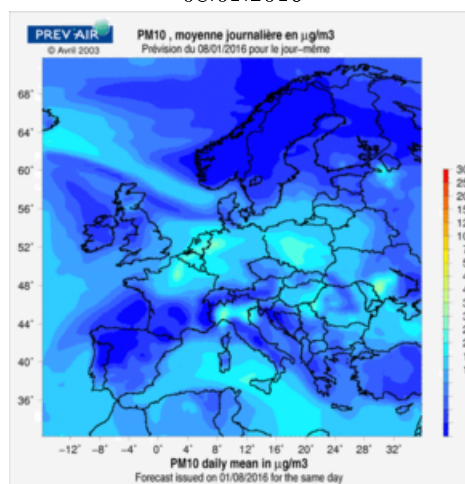 PREV'AIR
© Avril 2003
PM10 , moyenne journalière en µg/m3
Prévision du 08/01/2016 pour le jour-même
68°
64°
60°
56°
52°
48°
44°
40°
36°
−12° −8° −4° 0° 4° 8° 12° 16° 20° 24° 28° 32°
PM10 daily mean in µg/m3
Forecast issued on 01/08/2016 for the same day